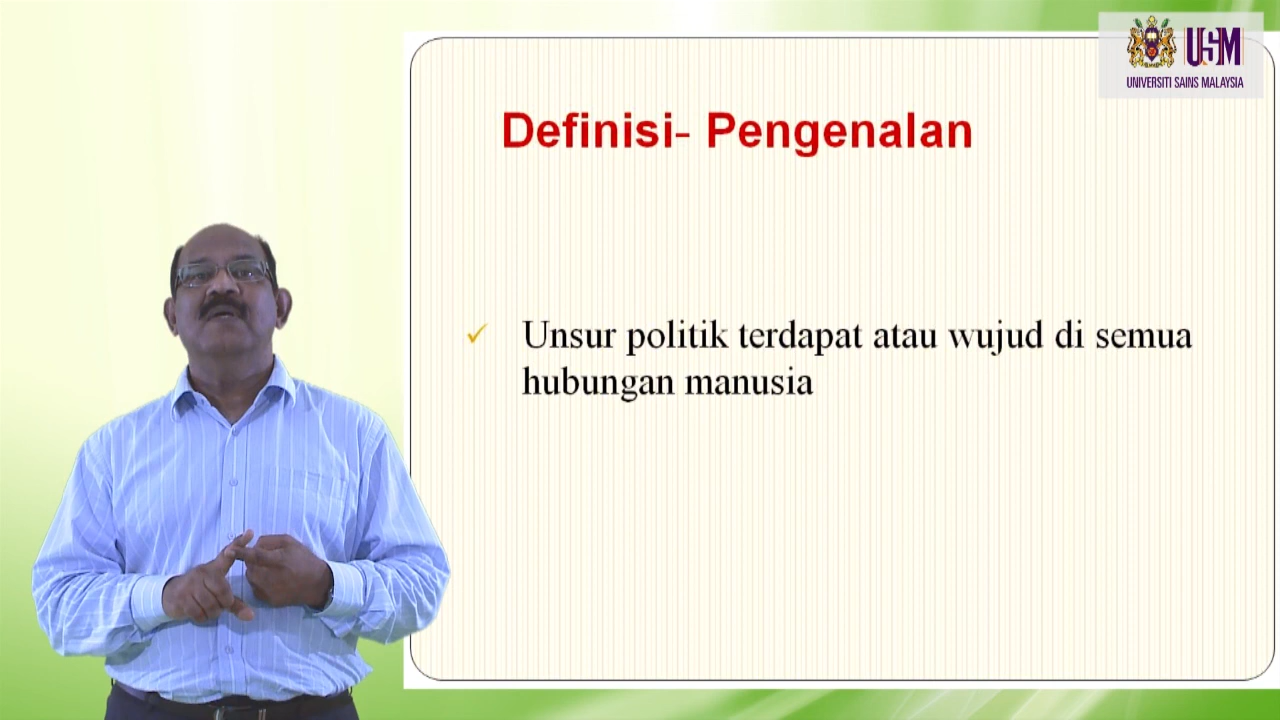 USM
UNIVERSITI SAINS MALAYSIA
Definisi- Pengenalan
Unsur politik terdapat atau wujud di semua
hubungan manusia